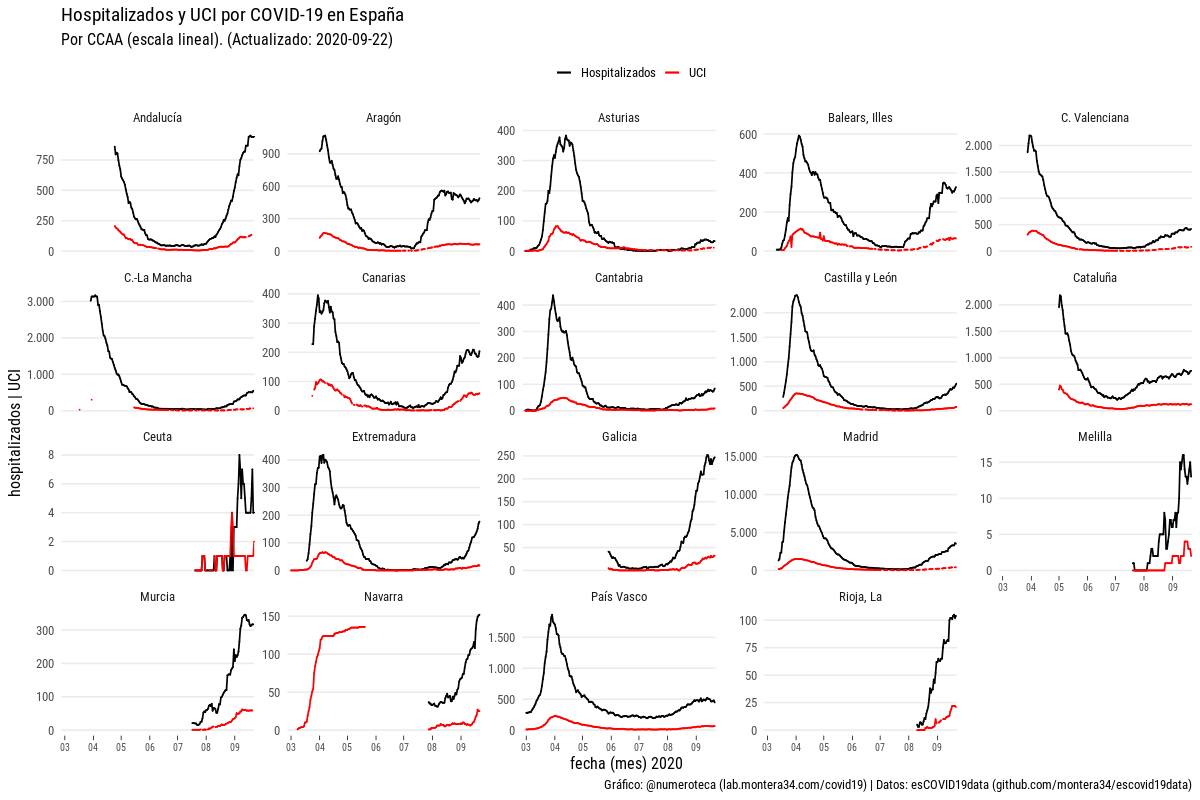 Hospitalizados y UCI por COVID-19 en España
Por CCAA (escala lineal). (Actualizado: 2020-09-22)
Hospitalizados UCI
Andalucía Aragón Asturias Balears, Illes C. Valenciana
750 500 250 0
900 600 300 0
400 300 200 100 0
600 400 200 0
2.000 1.500 1.000 500 0
C.-La Mancha Canarias Cantabria Castilla y León Cataluña
3.000 2.000 1.000 0
400 300 200 100 0
400 300 200 100 0
2.000 1.500 1.000 500 0
2.000 1.500 1.000 500 0
Ceuta Extremadura Galicia Madrid Melilla
8 6 4 2 0
400 300 200 100 0
250 200 150 100 50 0
15.000 10.000 5.000 0
15 10 5 0
03 04 05 06 07 08 09
Murcia Navarra País Vasco Rioja, La
300 200 100 0
150 100 50 0
1.500 1.000 500 0
100 75 50 25 0
03 04 05 06 07 08 09
03 04 05 06 07 08 09
03 04 05 06 07 08 09
03 04 05 06 07 08 09
hospitalizados | UCI
fecha (mes) 2020
Gráfico: @numeroteca (lab.montera34.com/covid19) | Datos: esCOVID19data (github.com/montera34/escovid19data)